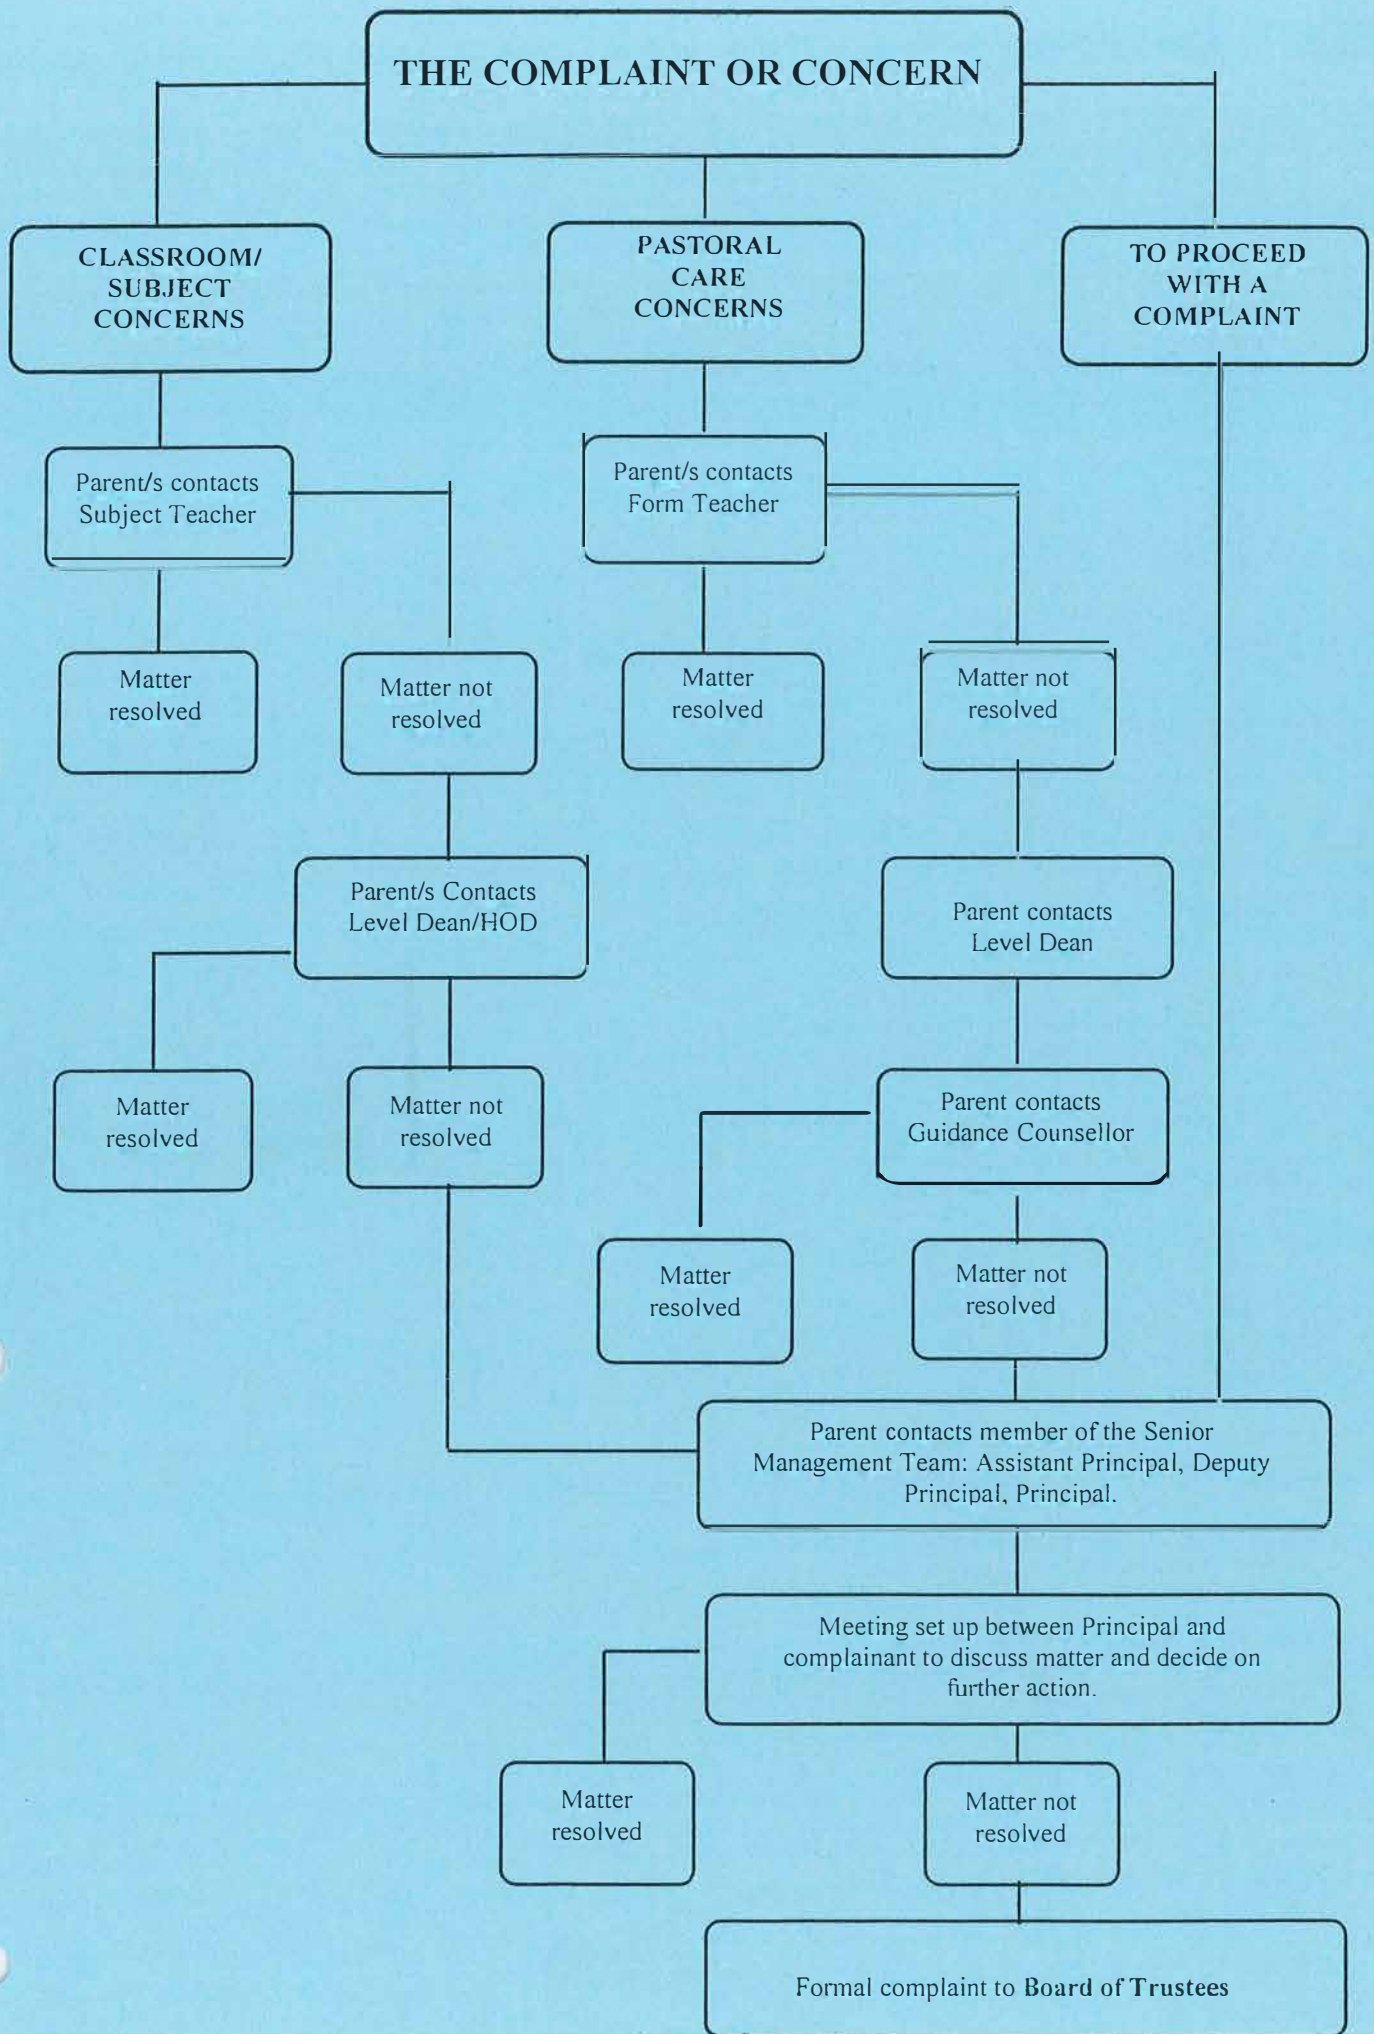 THE COMPLAINT OR CONCERN
CLASSROOM/
SUBJECT
CONCERNS
PASTORAL
CARE
CONCERNS
TO PROCEED
WITH A
COMPLAINT
Parent/s contacts
Subject Teacher
Parent/s contacts
Form Teacher
Matter
resolved
Matter not
resolved
Matter
resolved
Matter not
resolved
Parent/s Contacts
Level Dean/HOD
Parent contacts
Level Dean
Matter
resolved
Matter not
resolved
Parent contacts
Guidance Counsellor
Matter
resolved
Matter not
resolved
Parent contacts member of the Senior
Management Team: Assistant Principal, Deputy
Principal, Principal.
Meeting set up between Principal and
complainant to discuss matter and decide on
further action.
Matter
resolved
Matter not
resolved
Formal complaint to Board of Trustees